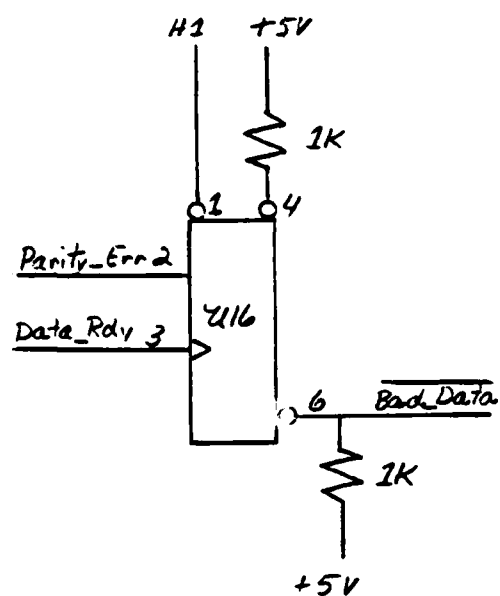 H1 +5V
1K
1 4
Parity_Err 2
U16
Data_Rdy 3
6 Bad_Data
1K
+5V